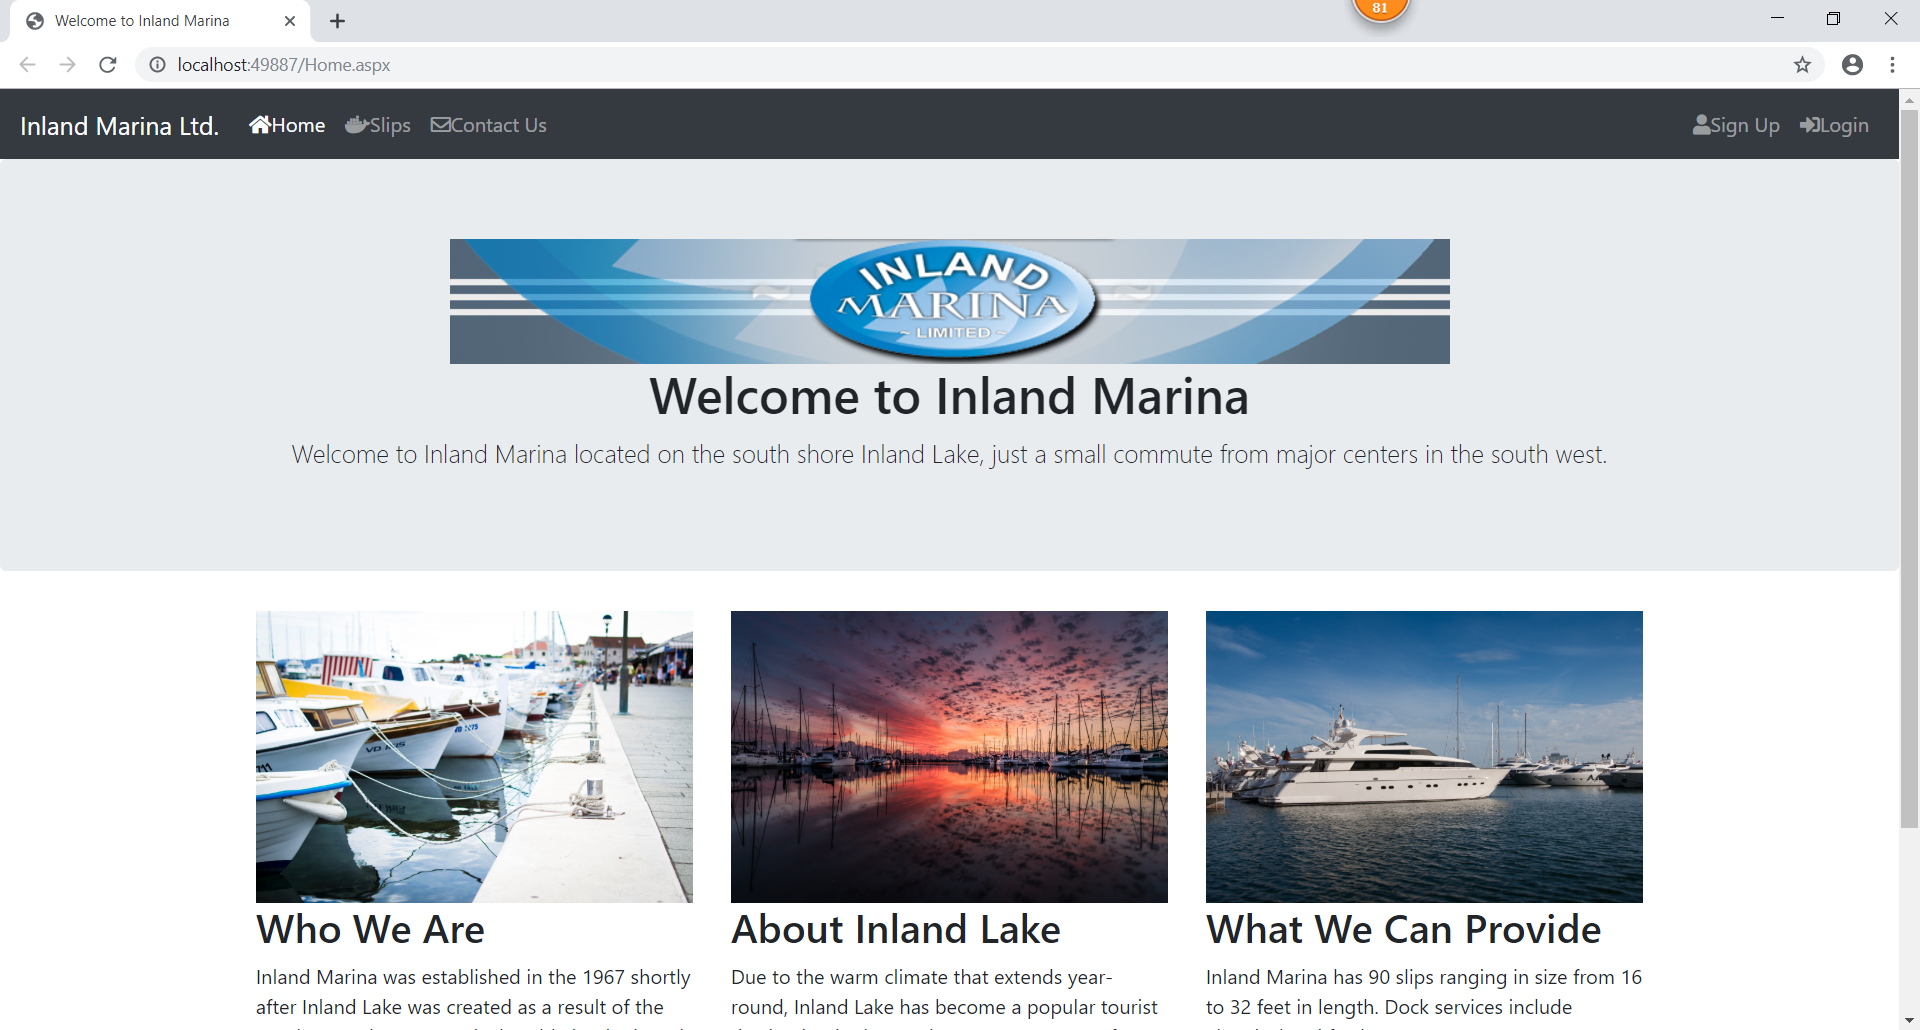 81
Welcome to Inland Marina
localhost:49887/Home.aspx
Inland Marina Ltd. Home Slips Contact Us Sign Up Login
INLAND
MARINA
~ LIMITED ~
Welcome to Inland Marina
Welcome to Inland Marina located on the south shore Inland Lake, just a small commute from major centers in the south west.
Who We Are
Inland Marina was established in the 1967 shortly
after Inland Lake was created as a result of the
About Inland Lake
Due to the warm climate that extends year-
round, Inland Lake has become a popular tourist
What We Can Provide
Inland Marina has 90 slips ranging in size from 16
to 32 feet in length. Dock services include